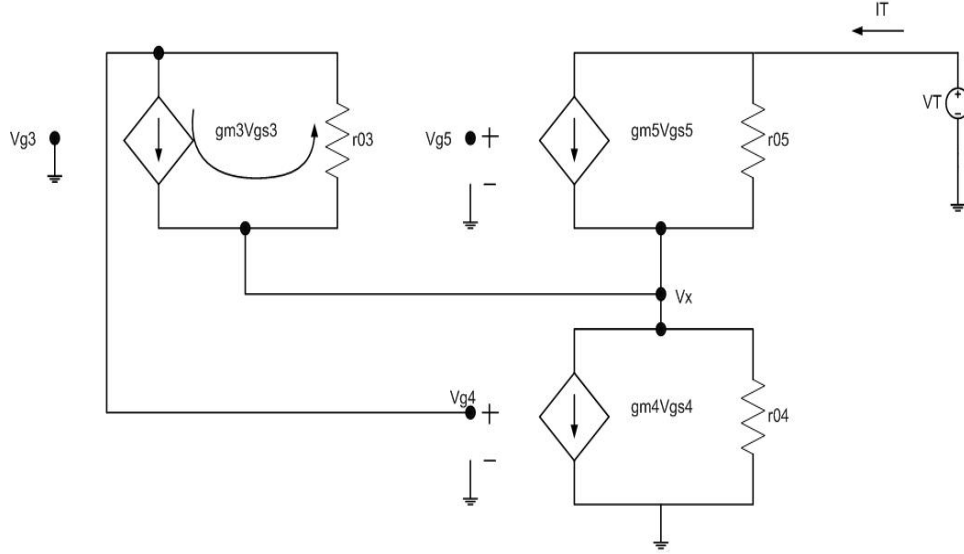 IT
VT
+
-
Vg3
gm3Vgs3
r03
Vg5
+
-
gm5Vgs5
r05
Vx
Vg4
+
-
gm4Vgs4
r04